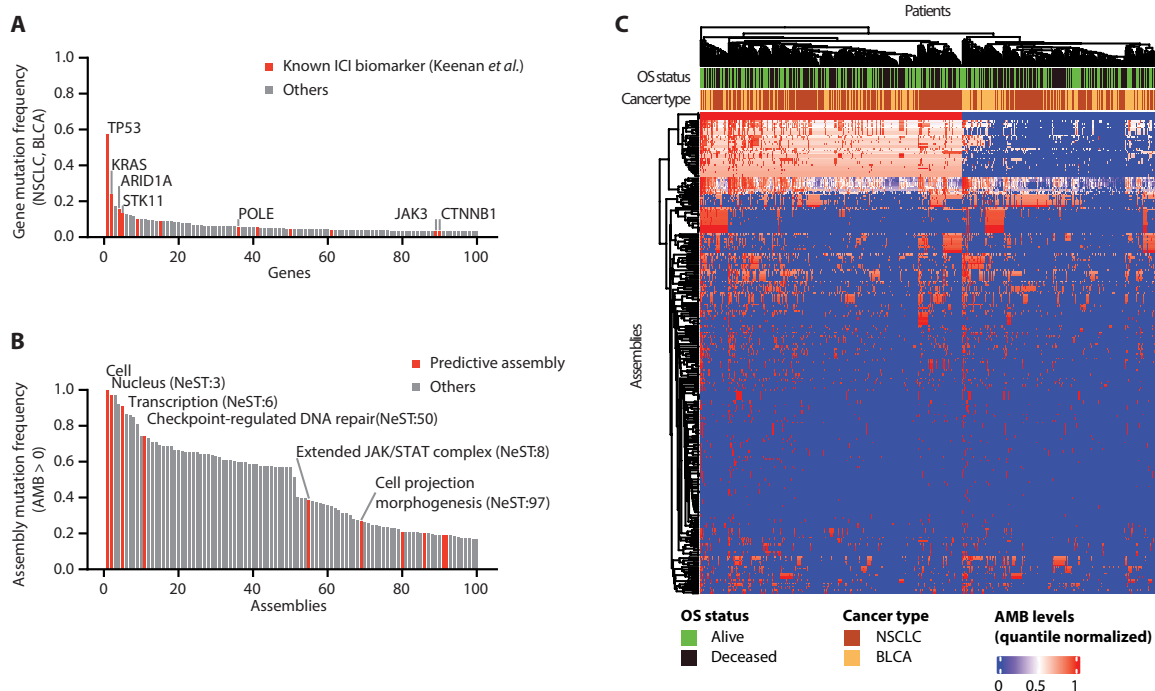 A
Gene mutation frequency
(NSCLC, BLCA)
1.0
0.8
0.6
0.4
0.2
0.0
Known ICI biomarker (Keenan et al.)
Others
TP53
KRAS
ARID1A
STK11
POLE
JAK3
CTNNB1
0
20
40
60
80
100
Genes
B
Assembly mutation frequency
(AMB > 0)
1.0
0.8
0.6
0.4
0.2
0.0
Predictive assembly
Others
Cell
Nucleus (NeST:3)
Transcription (NeST:6)
Checkpoint-regulated DNA repair(NeST:50)
Extended JAK/STAT complex (NeST:8)
Cell projection
morphogenesis (NeST:97)
0
20
40
60
80
100
Assemblies
C
Patients
OS status
Cancer type
Assemblies
OS status
Alive
Deceased
Cancer type
NSCLC
BLCA
AMB levels
(quantile normalized)
0
0.5
1